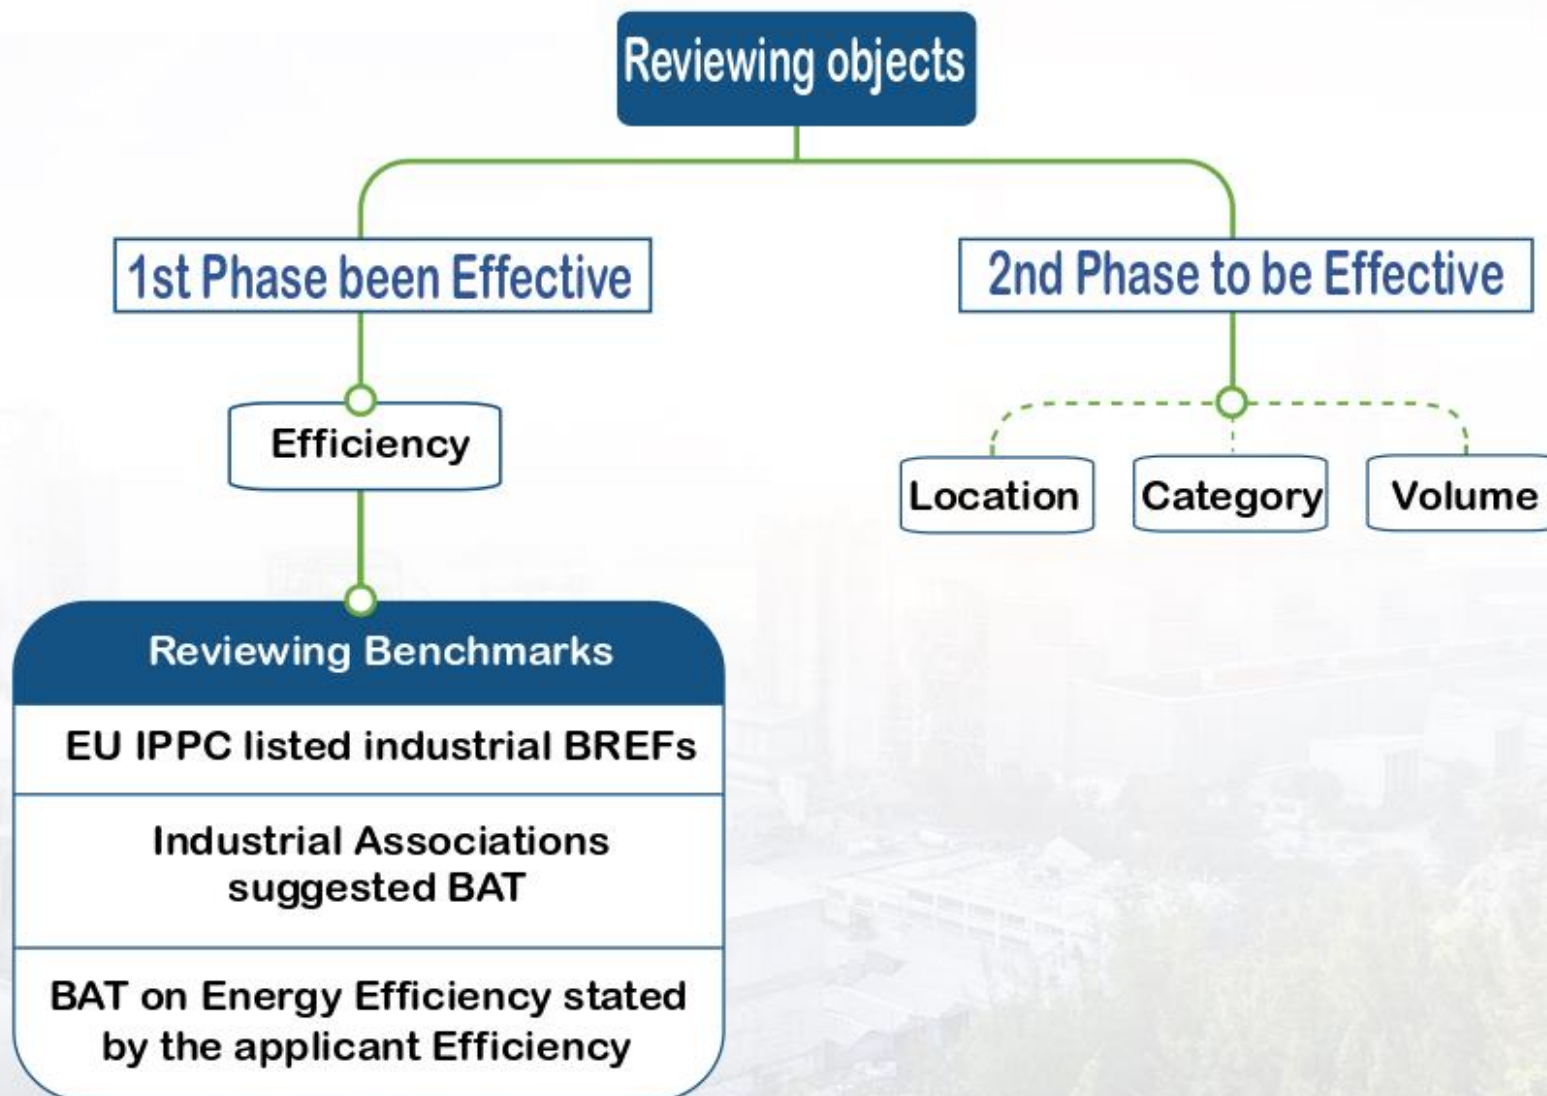 Reviewing objects
1st Phase been Effective
2nd Phase to be Effective
Efficiency
Location
Category
Volume
Reviewing Benchmarks
EU IPPC listed industrial BREFs
Industrial Associations
suggested BAT
BAT on Energy Efficiency stated
by the applicant Efficiency